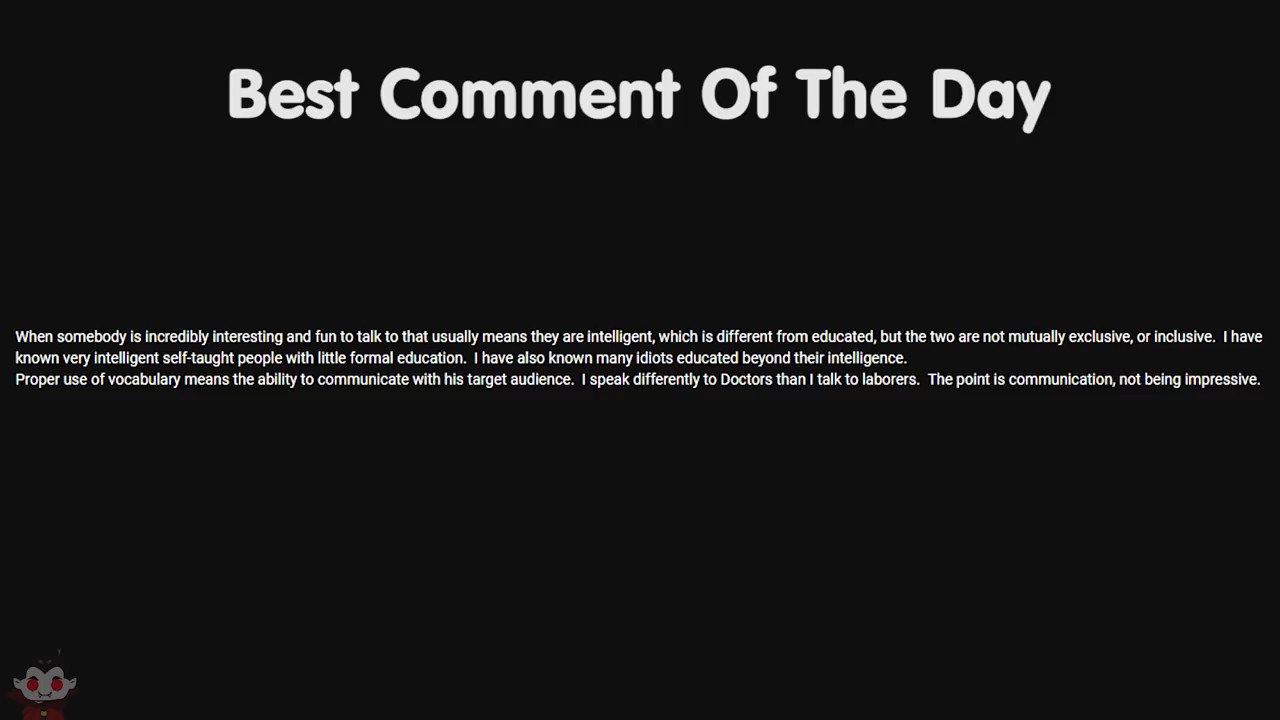 Best Comment Of The Day
When somebody is incredibly interesting and fun to talk to that usually means they are intelligent, which is different from educated, but the two are not mutually exclusive, or inclusive.  I have
known very intelligent self-taught people with little formal education.  I have also known many idiots educated beyond their intelligence.
Proper use of vocabulary means the ability to communicate with his target audience.  I speak differently to Doctors than I talk to laborers.  The point is communication, not being impressive.